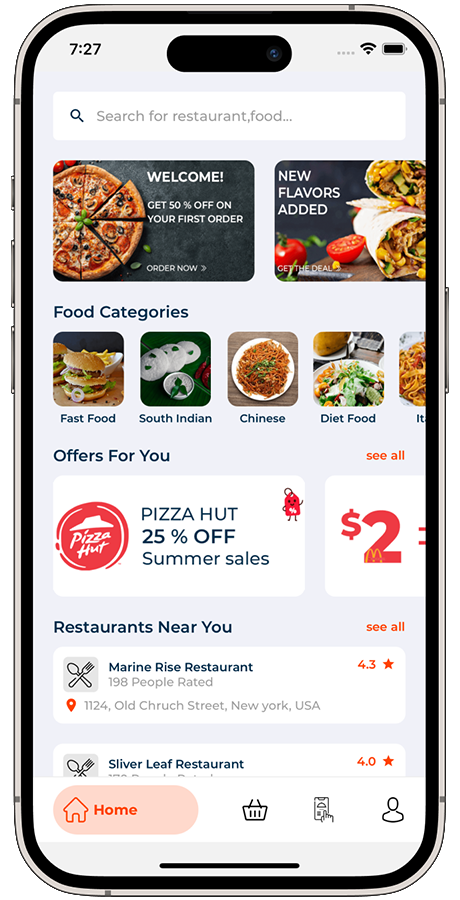 7:27
Search for restaurant,food...
WELCOME!
GET 50 % OFF ON
YOUR FIRST ORDER
ORDER NOW
NEW
FLAVORS
ADDED
GET THE DEAL
Food Categories
Fast Food
South Indian
Chinese
Diet Food
Offers For You
see all
Pizza
Hut
PIZZA HUT
25 % OFF
Summer sales
$2
Restaurants Near You
see all
Marine Rise Restaurant
4.3
198 People Rated
1124, Old Chruch Street, New york, USA
Sliver Leaf Restaurant
4.0
Home